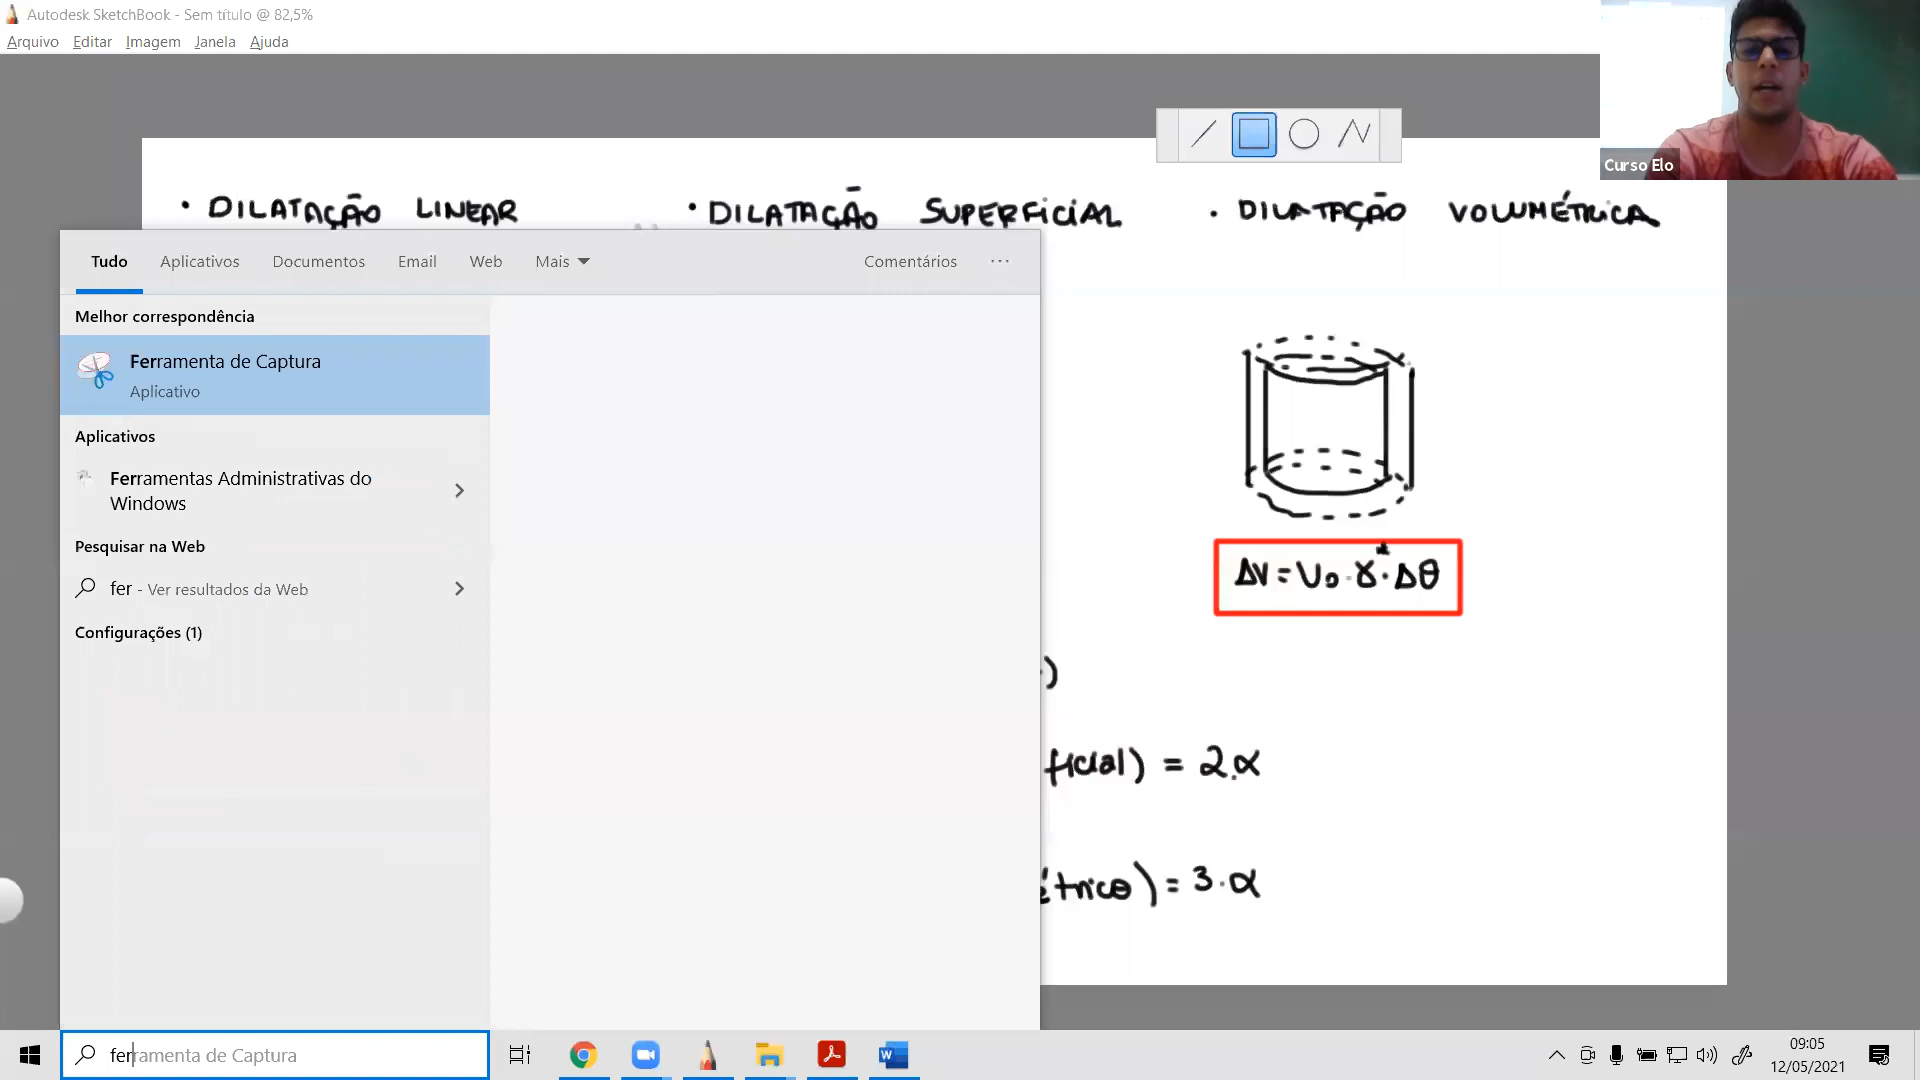 Autodesk SketchBook - Sem título @ 82,5%
Arquivo Editar Imagem Janela Ajuda
Curso Elo
• DILATAÇÃO LINEAR
• DILATAÇÃO SUPERFICIAL
• DILATAÇÃO VOLUMÉTRICA
Tudo Aplicativos Documentos Email Web Mais Comentários ...
Melhor correspondência
Ferramenta de Captura
Aplicativo
Aplicativos
Ferramentas Administrativas do
Windows
Pesquisar na Web
fer - Ver resultados da Web
Configurações (1)
ΔV = V0 · γ · Δθ
)
ficial) = 2.α
étrico) = 3·α
ferramenta de Captura
09:05
12/05/2021